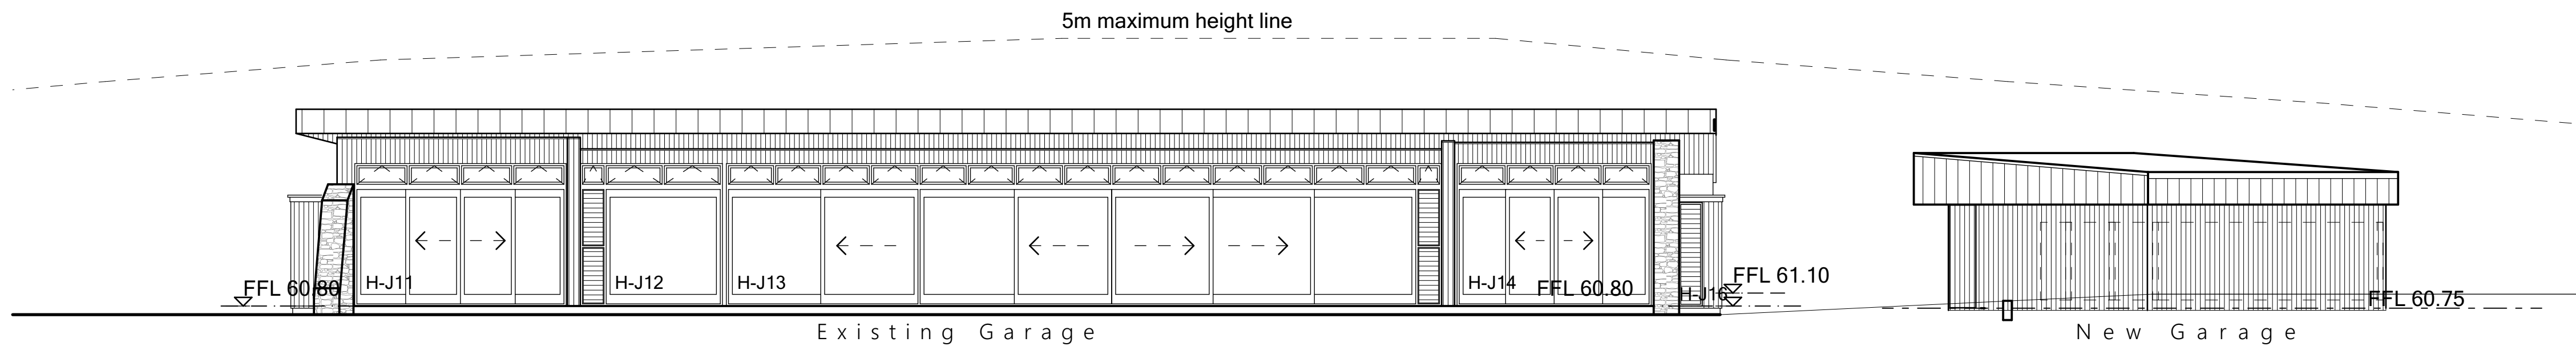 5m maximum height line
H-J11
H-J12
H-J13
H-J14
FFL 60.80
FFL 60.80
FFL 61.10
H-J16
FFL 60.75
Existing Garage
New Garage